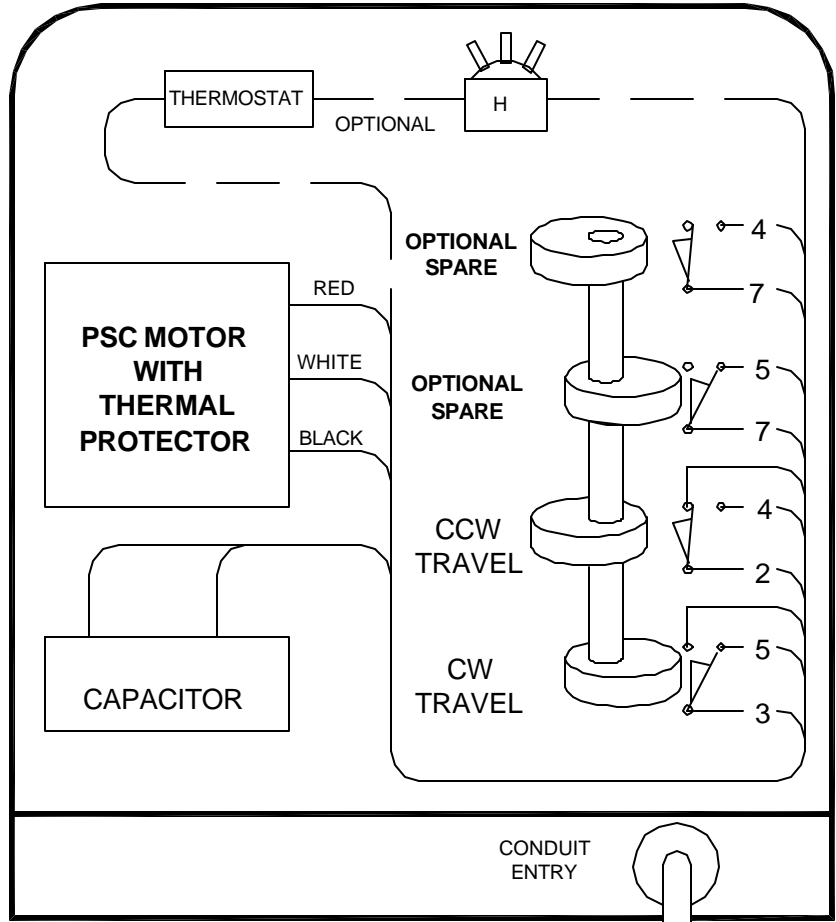 THERMOSTAT
OPTIONAL
H
OPTIONAL
SPARE
4
7
PSC MOTOR
WITH
THERMAL
PROTECTOR
RED
WHITE
BLACK
OPTIONAL
SPARE
5
7
CCW
TRAVEL
4
2
CAPACITOR
CW
TRAVEL
5
3
CONDUIT
ENTRY